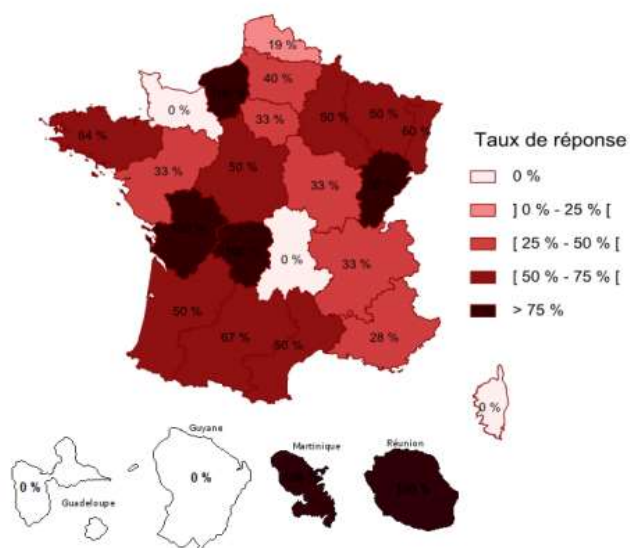 19 %
40 %
0 %
33 %
50 %
50 %
60 %
64 %
33 %
50 %
33 %
0 %
33 %
50 %
67 %
50 %
28 %
0 %
Taux de réponse
0 %
] 0 % - 25 % [
[ 25 % - 50 % [
[ 50 % - 75 % [
> 75 %
Guyane
Martinique
Réunion
0 %
0 %
Guadeloupe